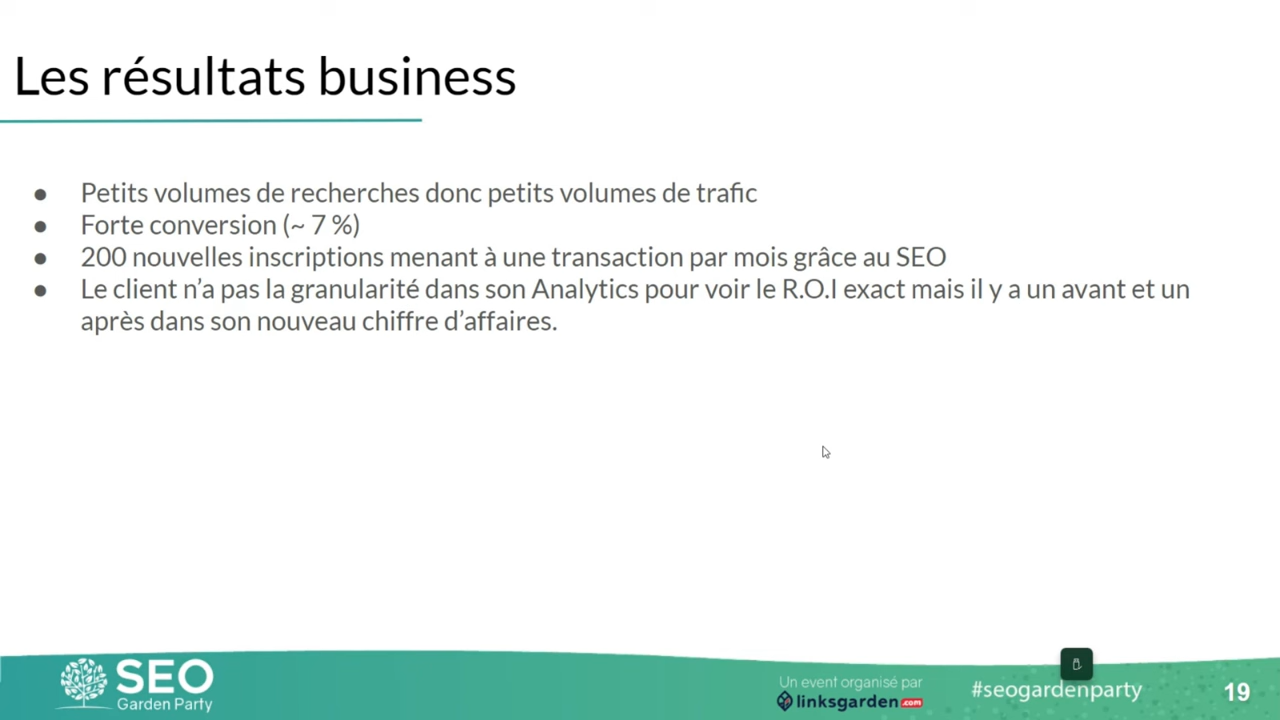 Les résultats business
● Petits volumes de recherches donc petits volumes de trafic
● Forte conversion (~ 7 %)
● 200 nouvelles inscriptions menant à une transaction par mois grâce au SEO
● Le client n'a pas la granularité dans son Analytics pour voir le R.O.I exact mais il y a un avant et un
après dans son nouveau chiffre d'affaires.
SEO
Garden Party
Un event organisé par
linksgarden.com
#seogardenparty
19